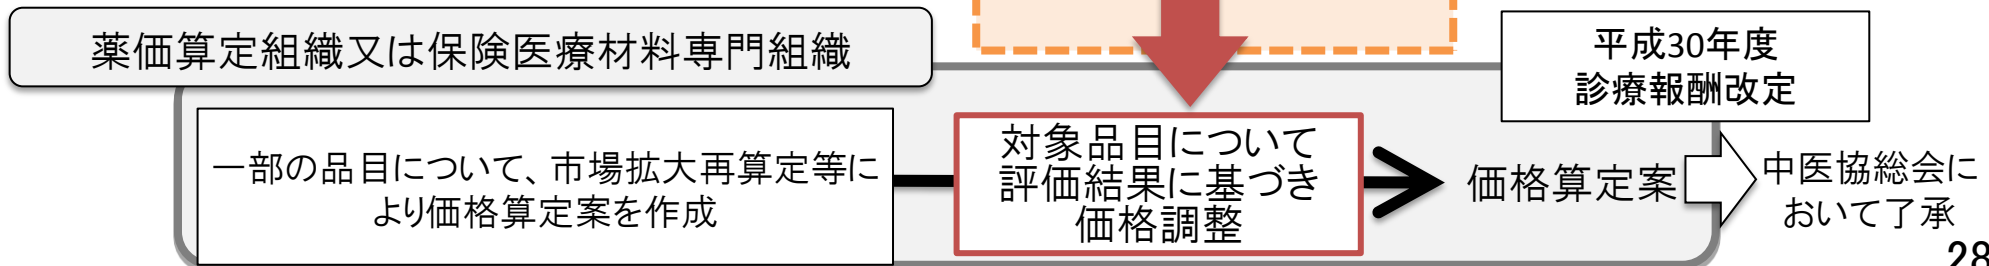 薬価算定組織又は保険医療材料専門組織
平成30年度
診療報酬改定
一部の品目について、市場拡大再算定等に
より価格算定案を作成
対象品目について
評価結果に基づき
価格調整
価格算定案
中医協総会に
おいて了承
28